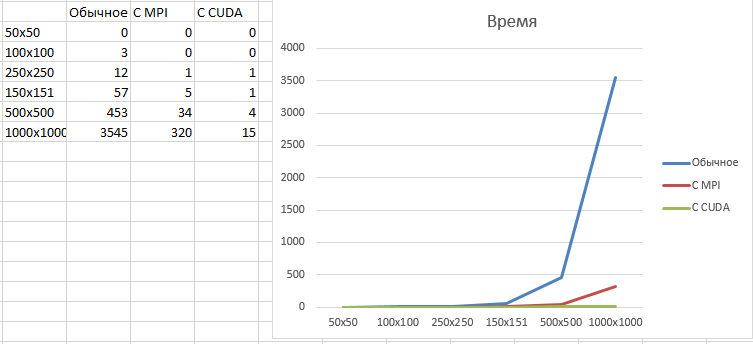 Обычное С MPI С CUDA
50x50 0 0 0
100x100 3 0 0
250x250 12 1 1
150x151 57 5 1
500x500 453 34 4
1000x1000 3545 320 15
Время
4000
3500
3000
2500
2000
1500
1000
500
0
50x50 100x100 250x250 150x151 500x500 1000x1000
Обычное
С MPI
С CUDA